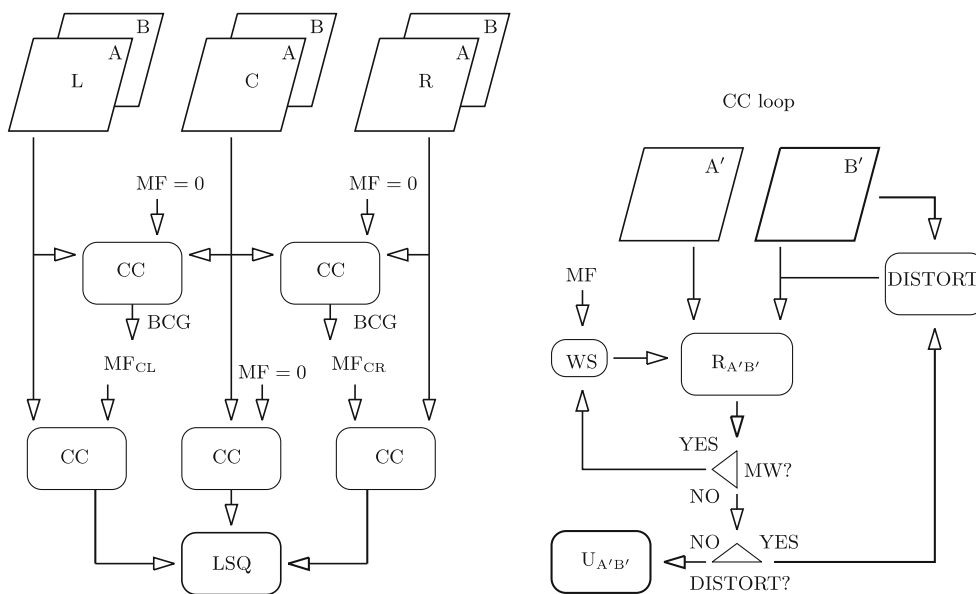 B B B
A A A
L C R
CC loop
A′ B′
MF = 0 MF = 0
CC CC
MF DISTORT
BCG BCG
MF_CL MF = 0 MF_CR
WS R_A′B′
YES
CC CC CC
MW?
NO
NO YES
LSQ U_A′B′
DISTORT?